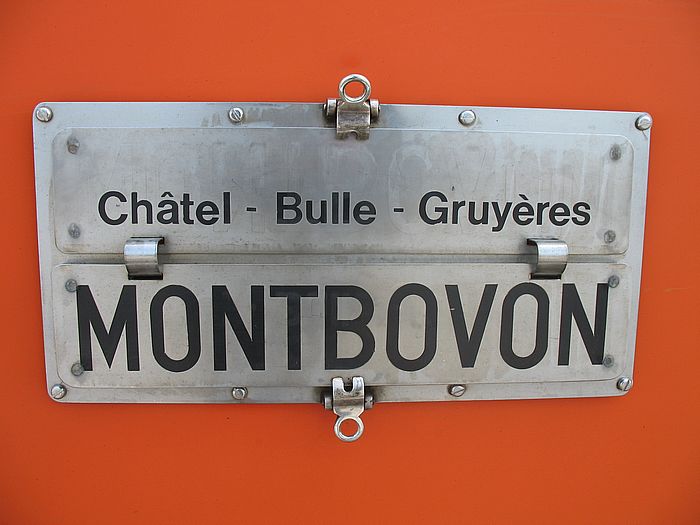 Châtel - Bulle - Gruyères
MONTBOVON